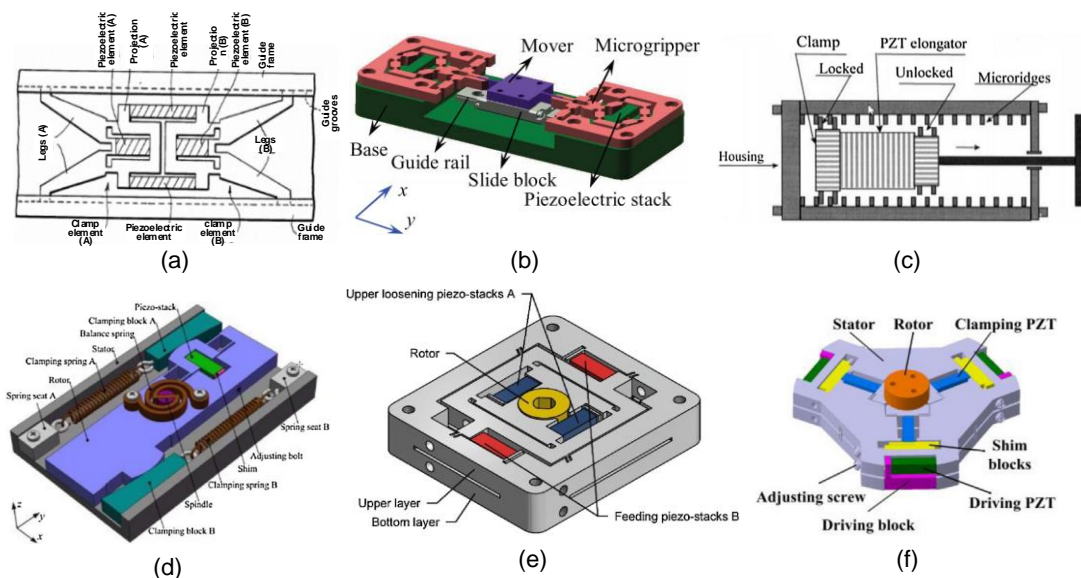 Piezoelectric
element (A)
Projection
(A)
Piezoelectric
element
Projectio
n (B)
Piezoelectric
element (B)
Guide
frame
Guide
grooves
Legs (A)
Legs
(B)
Clamp
element
(A)
Piezoelectric
element
clamp
element
(B)
Guide
frame
(a)
Mover
Microgripper
Base
Guide rail
Slide block
Piezoelectric stack
x
y
(b)
Clamp
PZT elongator
Locked
Unlocked
Microridges
Housing
(c)
Piezo-stack
Clamping block A
Balance spring
Stator
Clamping spring A
Rotor
Spring seat A
Spring seat B
Adjusting bolt
Shim
Clamping spring B
Spindle
Clamping block B
z
y
x
(d)
Upper loosening piezo-stacks A
Rotor
Upper layer
Bottom layer
Feeding piezo-stacks B
(e)
Stator
Rotor
Clamping PZT
Shim
blocks
Adjusting screw
Driving PZT
Driving block
(f)